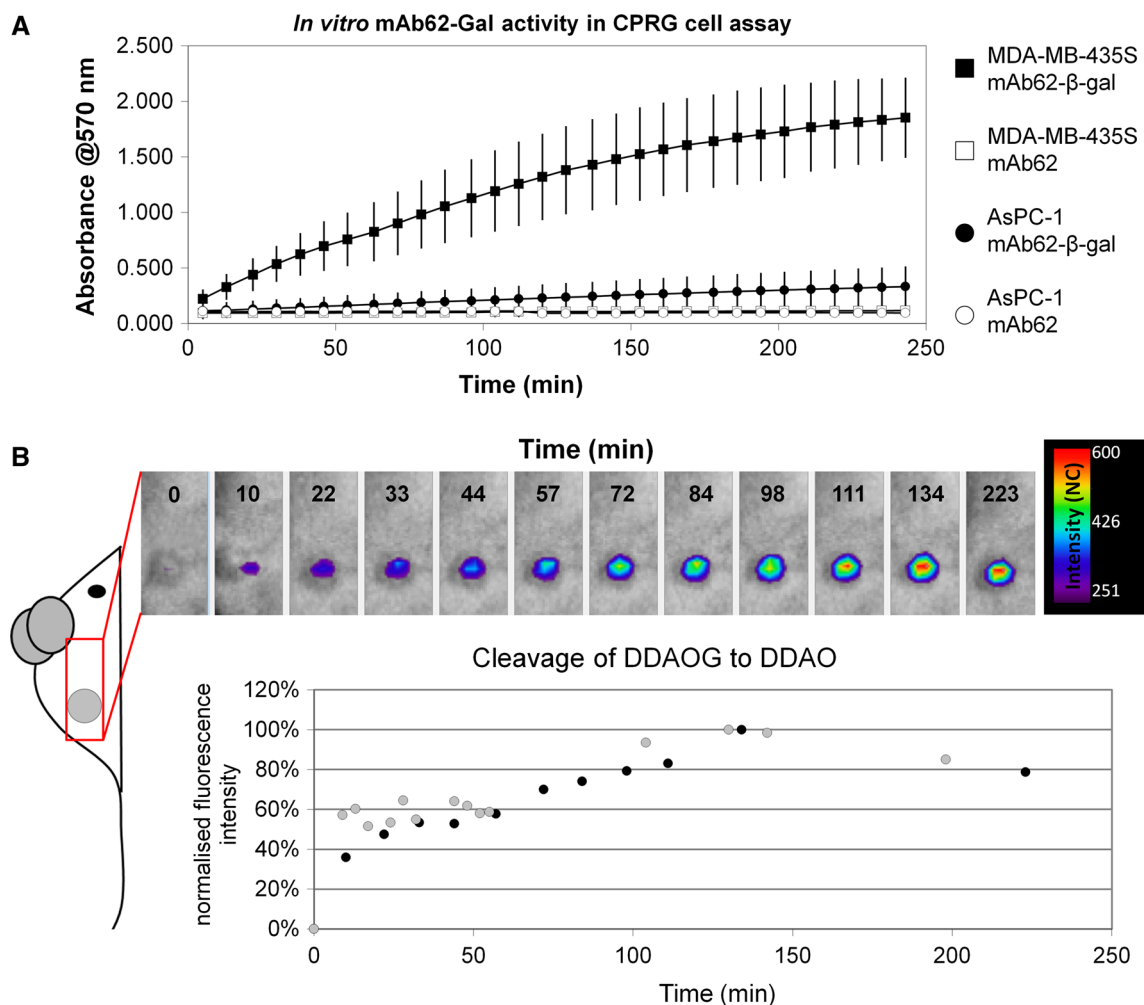 A
In vitro mAb62-Gal activity in CPRG cell assay
Absorbance @570 nm
2.500
2.000
1.500
1.000
0.500
0.000
0 50 100 150 200 250
Time (min)
MDA-MB-435S
mAb62-β-gal
MDA-MB-435S
mAb62
AsPC-1
mAb62-β-gal
AsPC-1
mAb62
B
Time (min)
0 10 22 33 44 57 72 84 98 111 134 223
Intensity (NC)
600
426
251
Cleavage of DDAOG to DDAO
normalised fluorescence
intensity
120%
100%
80%
60%
40%
20%
0%
0 50 100 150 200 250
Time (min)